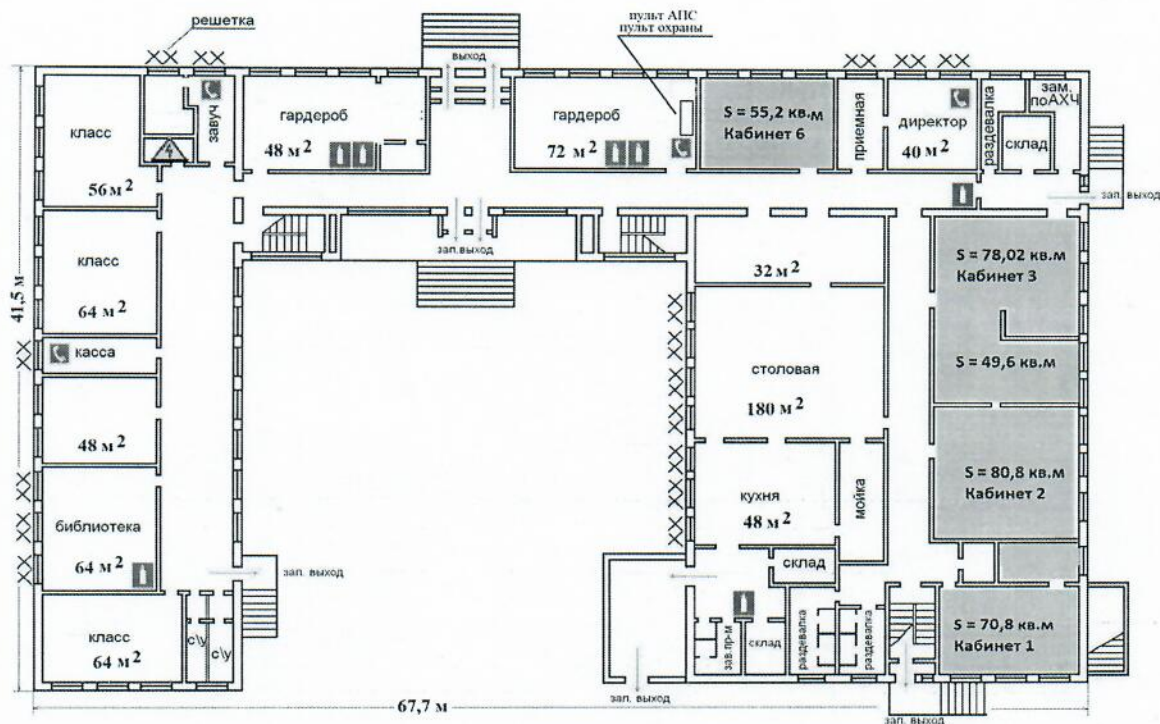 решетка
пульт АПС
пульт охраны
выход
класс
56 м²
завуч
гардероб
48 м²
гардероб
72 м²
S = 55,2 кв.м
Кабинет 6
приемная
директор
40 м²
раздевалка
склад
зам.
поАХЧ
зап. выход
класс
64 м²
зап.выход
32 м²
S = 78,02 кв.м
Кабинет 3
41,5 м
касса
столовая
180 м²
S = 49,6 кв.м
48 м²
S = 80,8 кв.м
Кабинет 2
библиотека
64 м²
кухня
48 м²
мойка
зап. выход
склад
класс
64 м²
с\у
с\у
зав.пр-м
склад
раздевалка
раздевалка
S = 70,8 кв.м
Кабинет 1
67,7 м
зап. выход
зап. выход